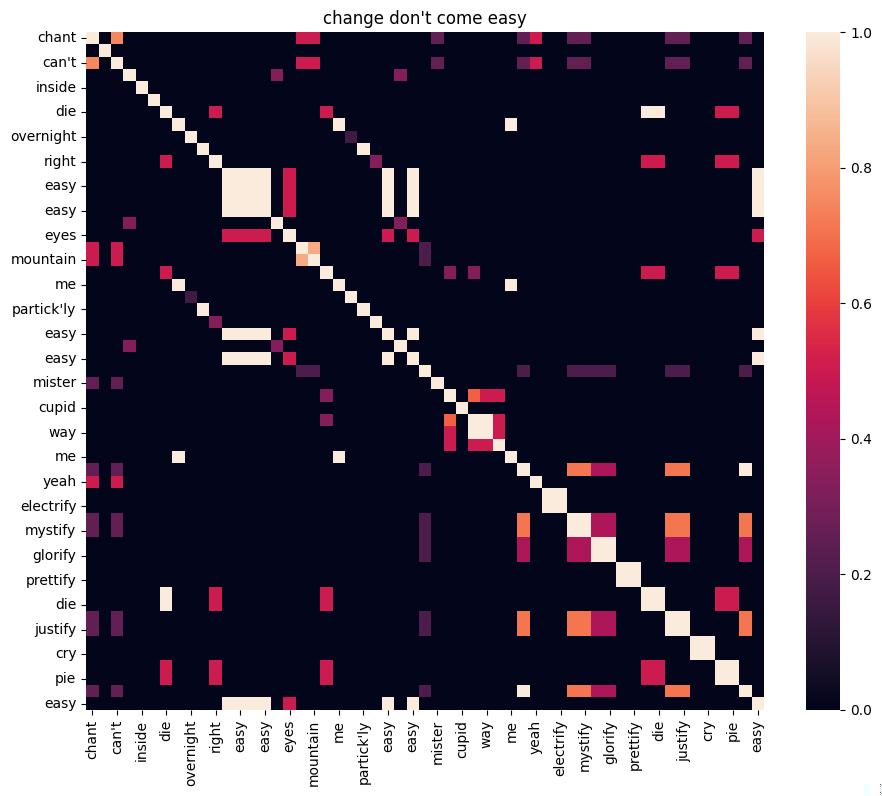 change don't come easy
chant
can't
inside
die
overnight
right
easy
easy
eyes
mountain
me
partick'ly
easy
easy
mister
cupid
way
me
yeah
electrify
mystify
glorify
prettify
die
justify
cry
pie
easy
chant
can't
inside
die
overnight
right
easy
easy
eyes
mountain
me
partick'ly
easy
easy
mister
cupid
way
me
yeah
electrify
mystify
glorify
prettify
die
justify
cry
pie
easy
1.0
0.8
0.6
0.4
0.2
0.0